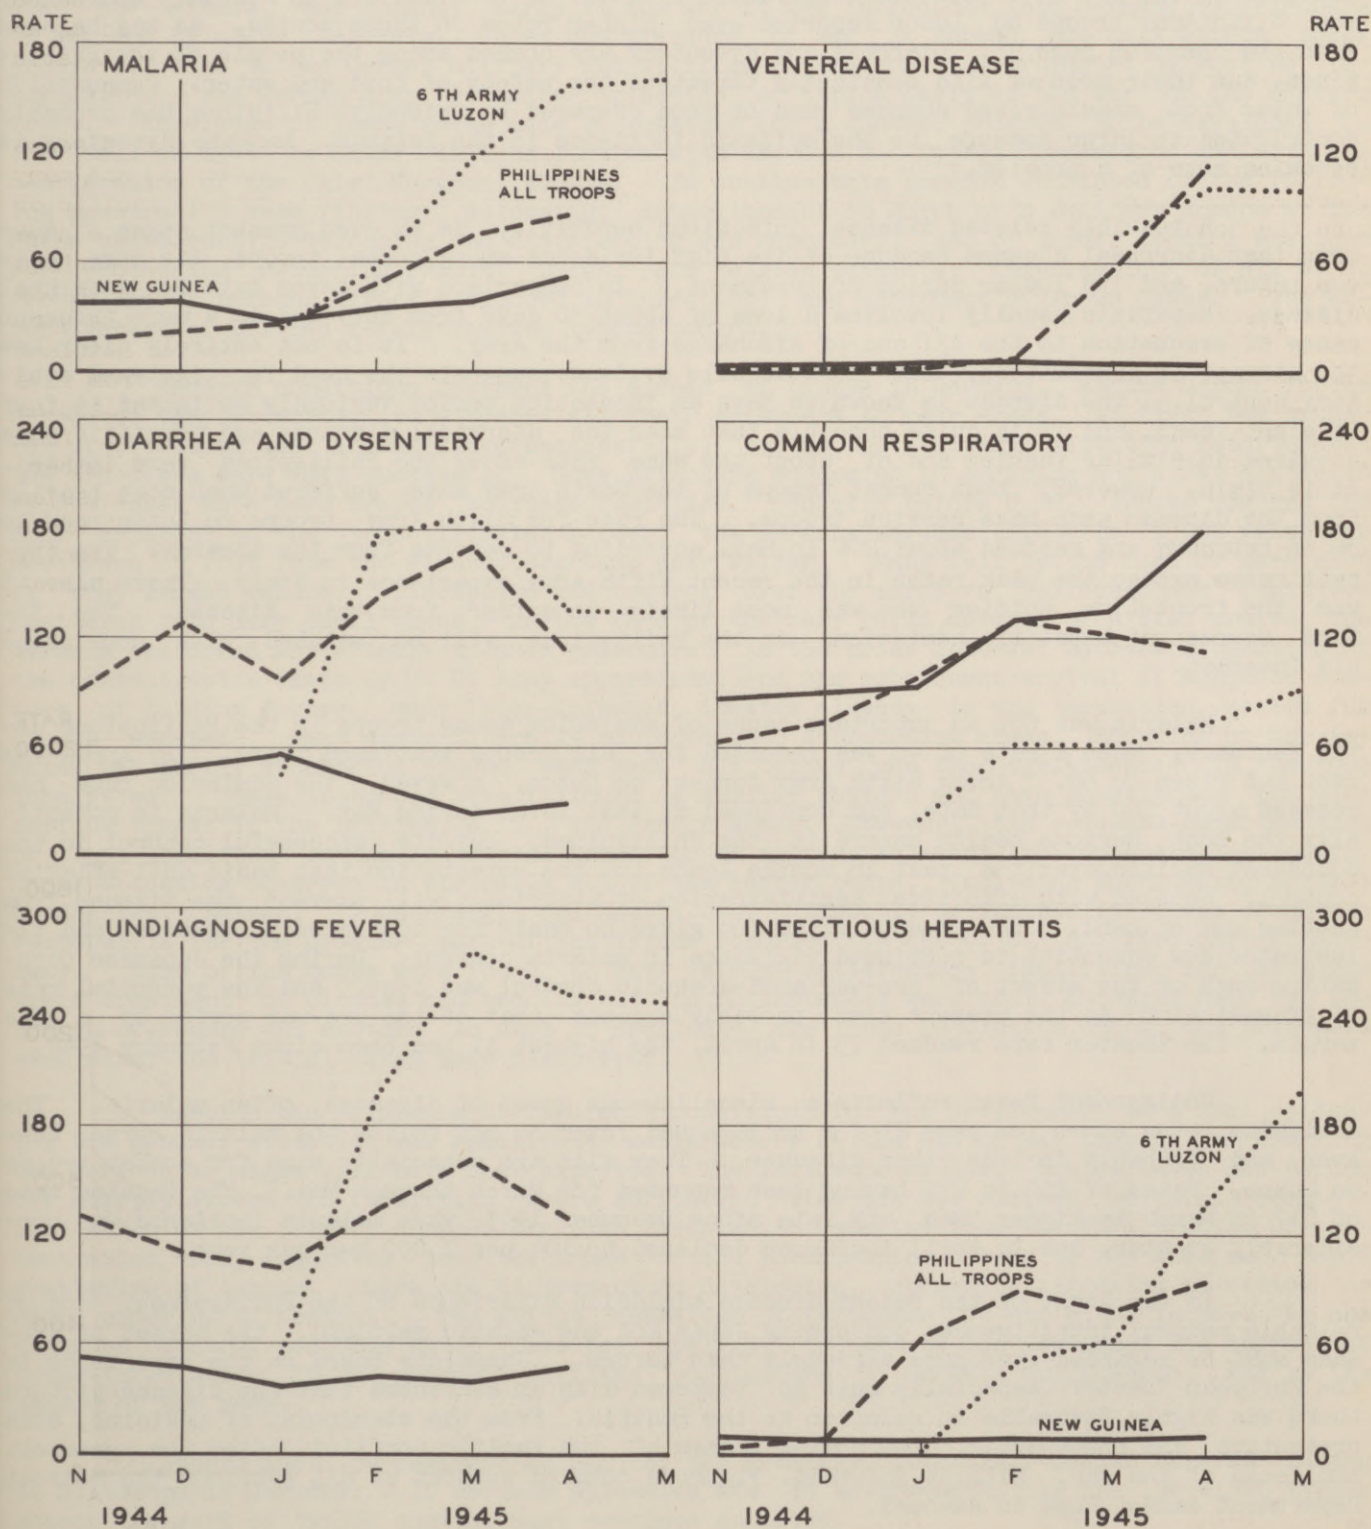 RATE
RATE
180
MALARIA
6 TH ARMY
LUZON
120
PHILIPPINES
ALL TROOPS
60
NEW GUINEA
0
VENEREAL DISEASE
180
120
60
0
240
DIARRHEA AND DYSENTERY
180
120
60
0
COMMON RESPIRATORY
240
180
120
60
0
300
UNDIAGNOSED FEVER
240
180
120
60
0
N D J F M A M
1944 1945
INFECTIOUS HEPATITIS
300
240
180
6 TH ARMY
LUZON
120
PHILIPPINES
ALL TROOPS
60
NEW GUINEA
0
N D J F M A M
1944 1945